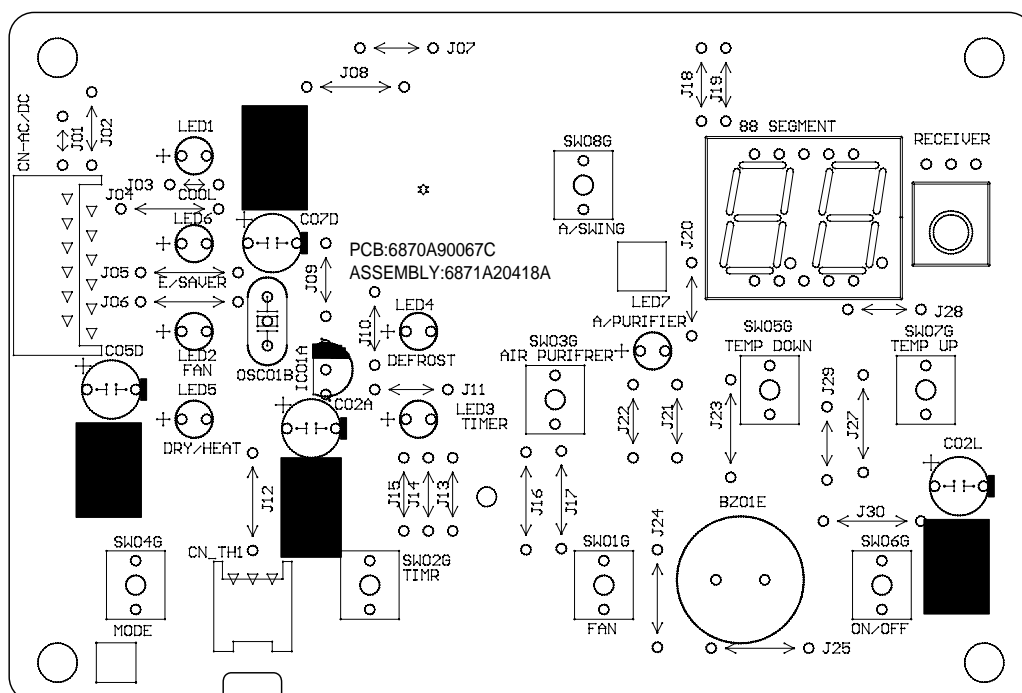 J07
J08
J18
J19
CN-AC/DC
J01
J02
LED1
88 SEGMENT
RECEIVER
SW08G
J03
COOL
J04
LED6
C07D
A/SWING
J20
PCB:6870A90067C
ASSEMBLY:6871A20418A
J05
E/SAVER
J09
LED7
J06
LED4
A/PURIFIER
J28
J10
SW03G
SW05G
SW07G
C05D
LED2
IC01A
DEFROST
AIR PURIFRER
TEMP DOWN
TEMP UP
FAN
OSC01B
J29
LED5
C02A
J11
LED3
TIMER
J22
J21
J23
J27
DRY/HEAT
C02L
J12
J15
J14
J13
J16
J17
BZ01E
J24
J30
SW04G
CN_TH1
SW02G
TIMR
SW01G
SW06G
MODE
FAN
ON/OFF
J25